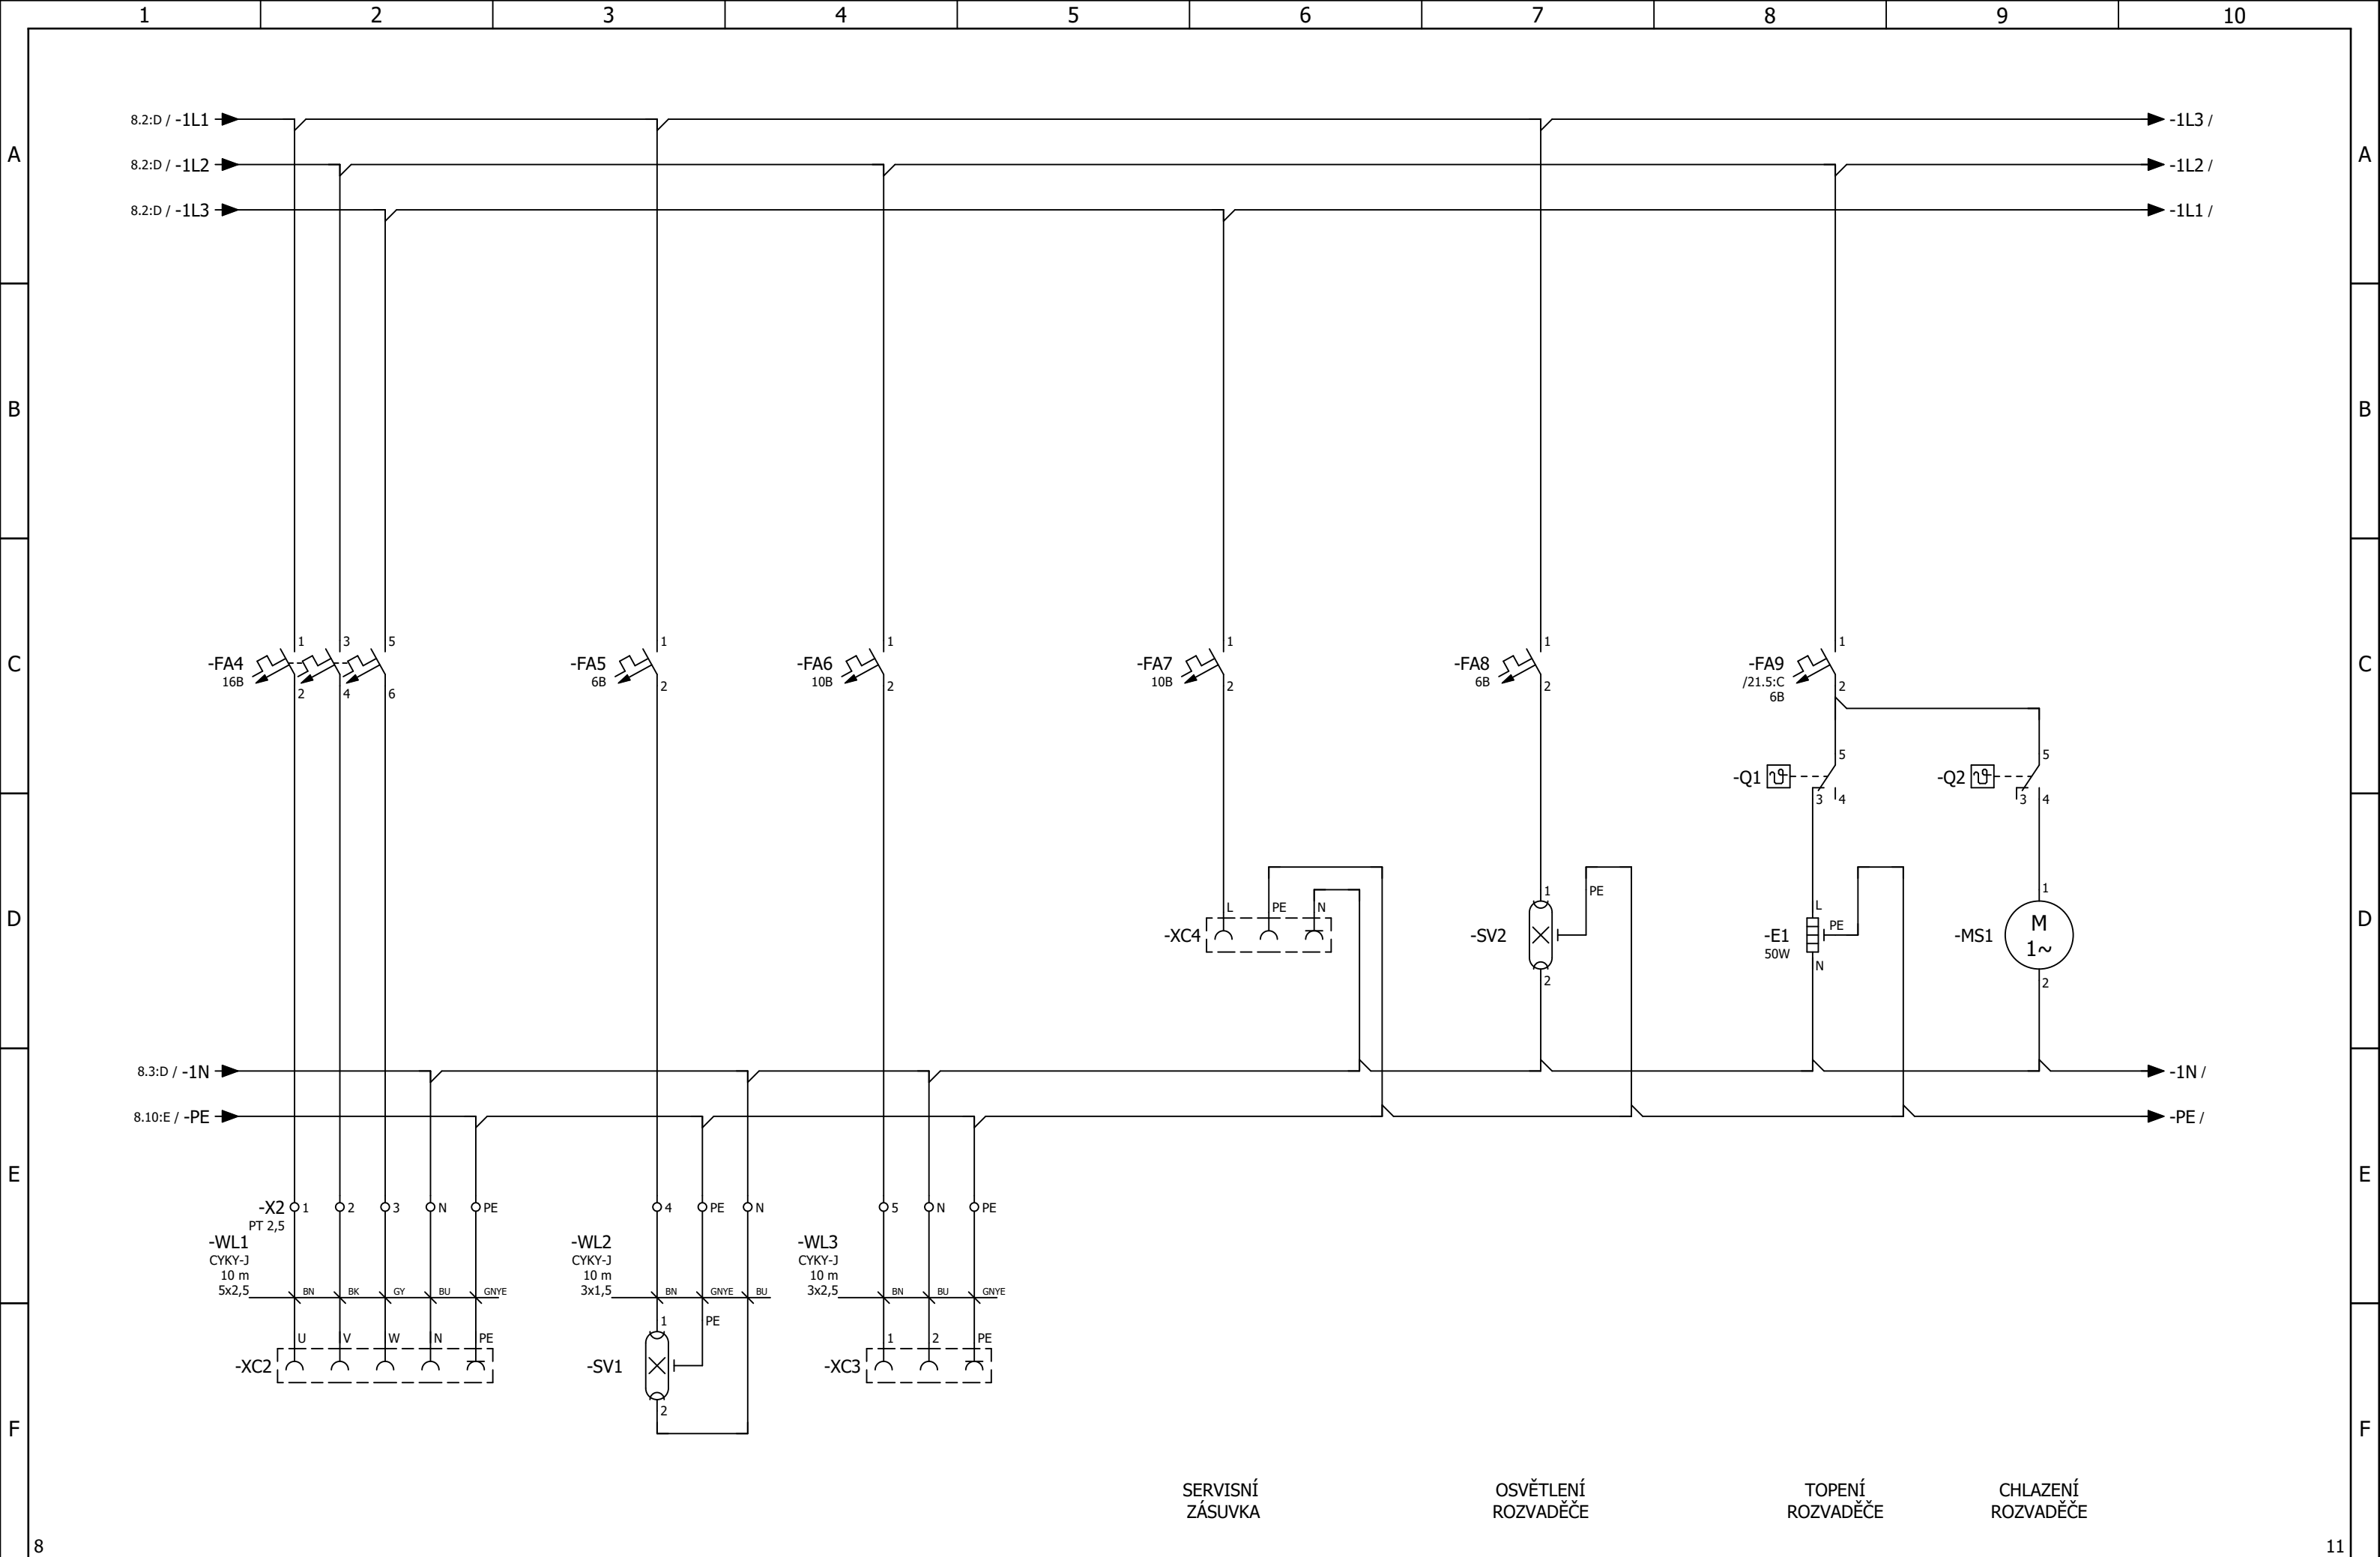 1 2 3 4 5 6 7 8 9 10
8.2:D / -1L1 -1L3 /
A A
8.2:D / -1L2 -1L2 /
8.2:D / -1L3 -1L1 /
B B
1 3 5 1 1 1 1 1
C -FA4 -FA5 -FA6 -FA7 -FA8 -FA9 C
16B 6B 10B 10B 6B /21.5:C
2 4 6 2 2 2 2 2
6B
5 5
-Q1 -Q2
3 4 3 4
1 PE 1
L PE N L
D D
-XC4 -SV2 -E1 PE -MS1 M
50W 1~
N
2 2
8.3:D / -1N -1N /
8.10:E / -PE -PE /
E E
-X2 1 2 3 N PE 4 PE N 5 N PE
PT 2,5
-WL1 -WL2 -WL3
CYKY-J CYKY-J CYKY-J
10 m 10 m 10 m
5x2,5 BN BK GY BU GNYE 3x1,5 BN GNYE BU 3x2,5 BN BU GNYE
1 PE
U V W N PE 1 2 PE
-XC2 -SV1 -XC3
2
F F
SERVISNÍ OSVĚTLENÍ TOPENÍ CHLAZENÍ
ZÁSUVKA ROZVADĚČE ROZVADĚČE ROZVADĚČE
8 11